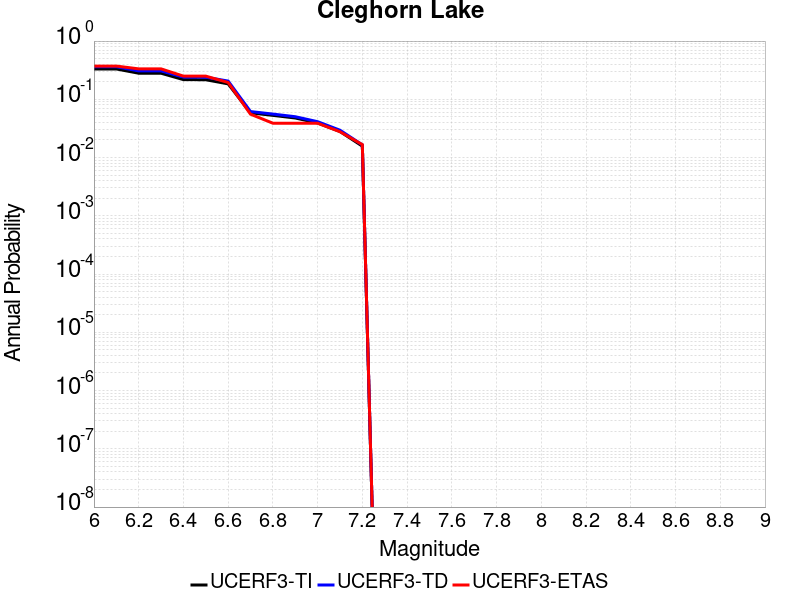 Cleghorn Lake
10^0
10^-1
10^-2
10^-3
10^-4
10^-5
10^-6
10^-7
10^-8
Annual Probability
6 6.2 6.4 6.6 6.8 7 7.2 7.4 7.6 7.8 8 8.2 8.4 8.6 8.8 9
Magnitude
UCERF3-TI UCERF3-TD UCERF3-ETAS